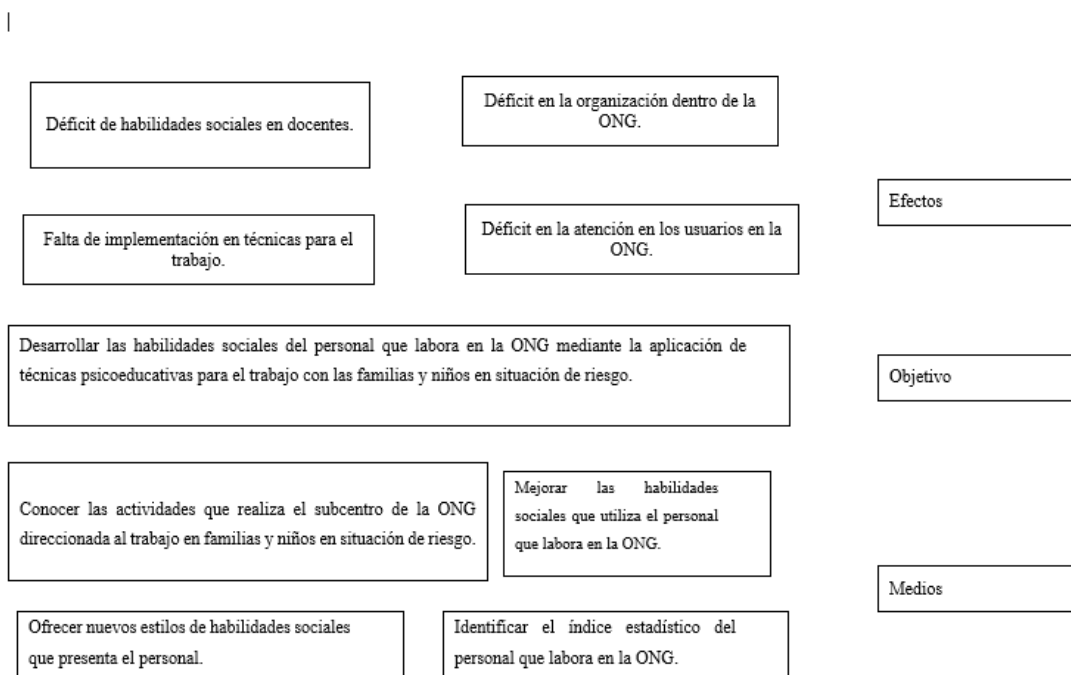 Déficit de habilidades sociales en docentes.
Déficit en la organización dentro de la
ONG.
Efectos
Falta de implementación en técnicas para el
trabajo.
Déficit en la atención en los usuarios en la
ONG.
Desarrollar las habilidades sociales del personal que labora en la ONG mediante la aplicación de
técnicas psicoeducativas para el trabajo con las familias y niños en situación de riesgo.
Objetivo
Conocer las actividades que realiza el subcentro de la ONG
direccionada al trabajo en familias y niños en situación de riesgo.
Mejorar las habilidades
sociales que utiliza el personal
que labora en la ONG.
Medios
Ofrecer nuevos estilos de habilidades sociales
que presenta el personal.
Identificar el índice estadístico del
personal que labora en la ONG.